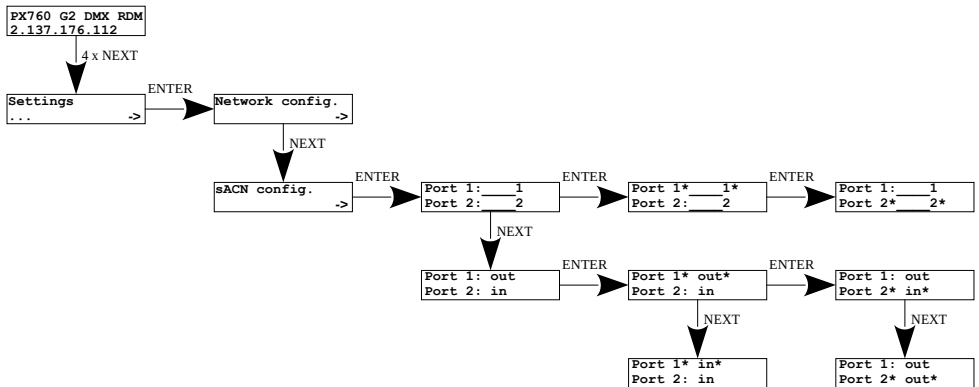 PX760 G2 DMX RDM
2.137.176.112
4 x NEXT
Settings
... ->
ENTER
Network config.
->
NEXT
sACN config.
->
ENTER
Port 1:____1
Port 2:____2
ENTER
Port 1*____1*
Port 2:____2
ENTER
Port 1:____1
Port 2*____2*
NEXT
Port 1: out
Port 2: in
ENTER
Port 1* out*
Port 2: in
ENTER
Port 1: out
Port 2* in*
NEXT
NEXT
Port 1* in*
Port 2: in
Port 1: out
Port 2* out*